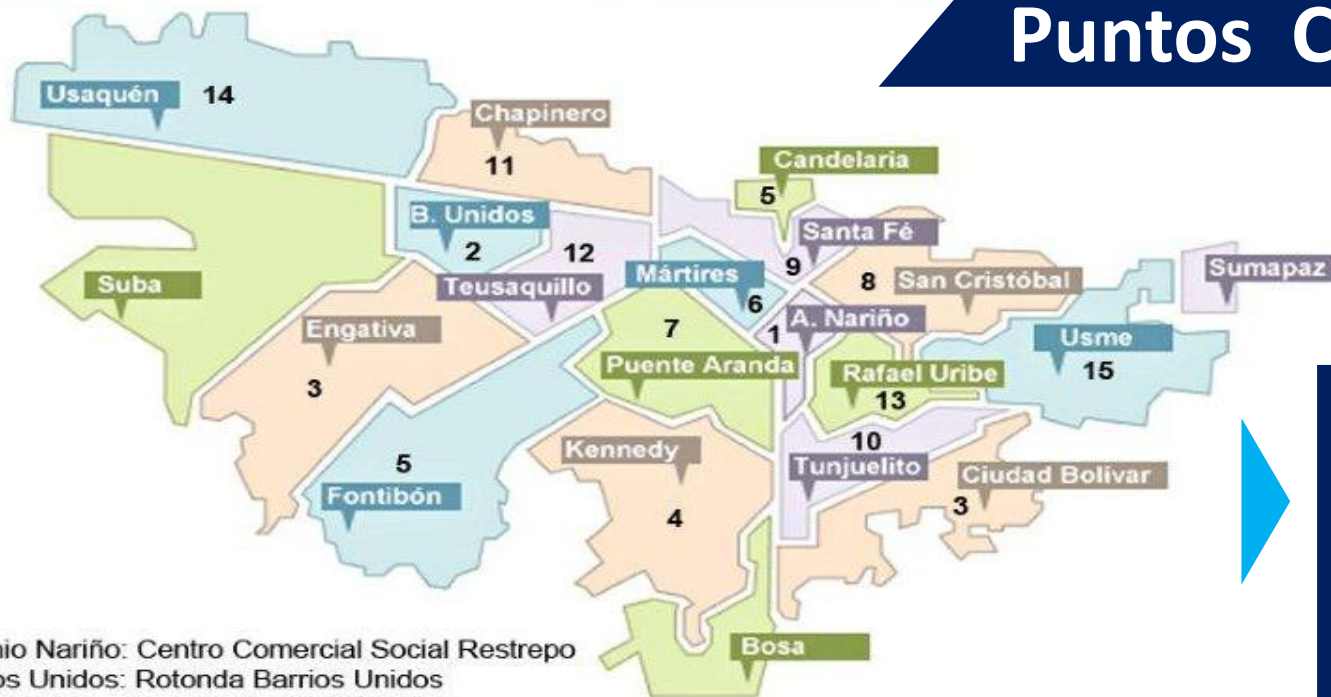 Puntos C
Usaquén 14
Chapinero
11
Candelaria
5
B. Unidos
2
12
Teusaquillo
Santa Fé
9
Mártires
6
8
San Cristóbal
Sumapaz
Suba
Engativa
3
7
Puente Aranda
1
A. Nariño
Usme
15
Rafael Uribe
13
10
Tunjuelito
Kennedy
4
5
Fontibón
Ciudad Bolívar
3
Bosa
io Nariño: Centro Comercial Social Restrepo
os Unidos: Rotonda Barrios Unidos